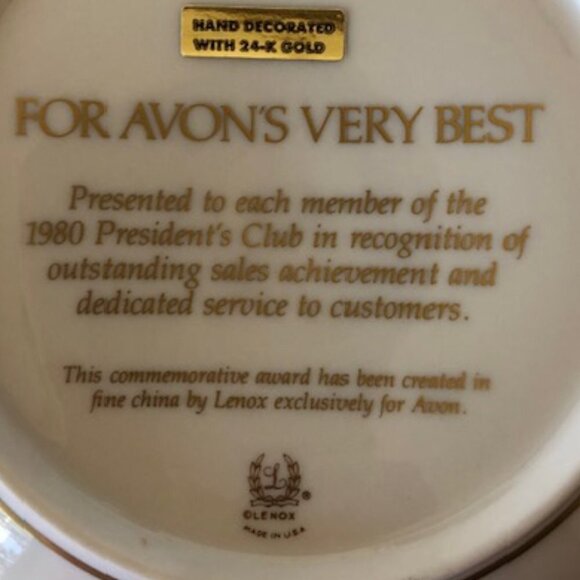 HAND DECORATED
WITH 24-K GOLD
FOR AVON'S VERY BEST
Presented to each member of the
1980 President's Club in recognition of
outstanding sales achievement and
dedicated service to customers.
This commemorative award has been created in
fine china by Lenox exclusively for Avon.
L
®
©LENOX
MADE IN U.S.A.